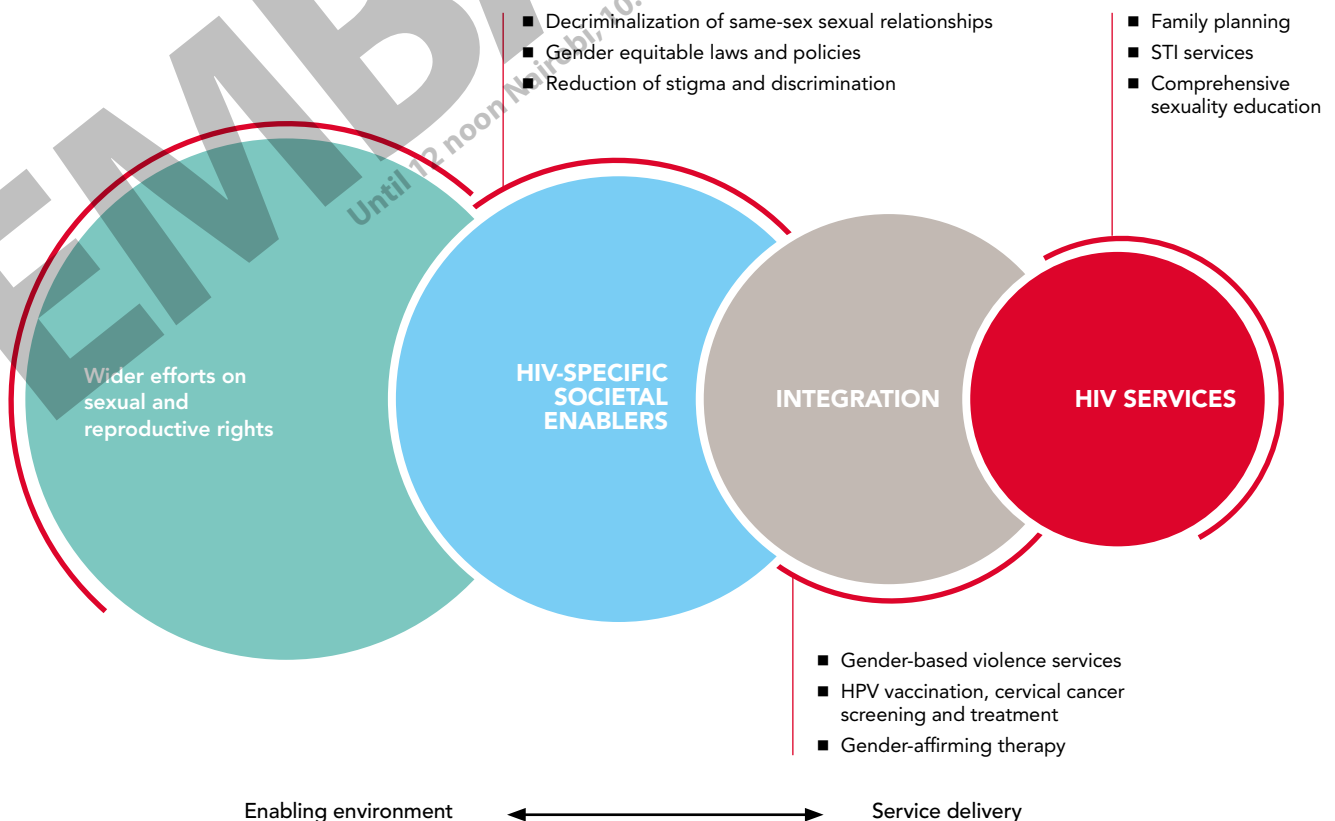 Decriminalization of same-sex sexual relationships
Gender equitable laws and policies
Reduction of stigma and discrimination
Family planning
STI services
Comprehensive
sexuality education
Until 12 noon Nairobi, 10.
Wider efforts on
sexual and
reproductive rights
HIV-SPECIFIC
SOCIETAL
ENABLERS
INTEGRATION
HIV SERVICES
Gender-based violence services
HPV vaccination, cervical cancer
screening and treatment
Gender-affirming therapy
Enabling environment
Service delivery